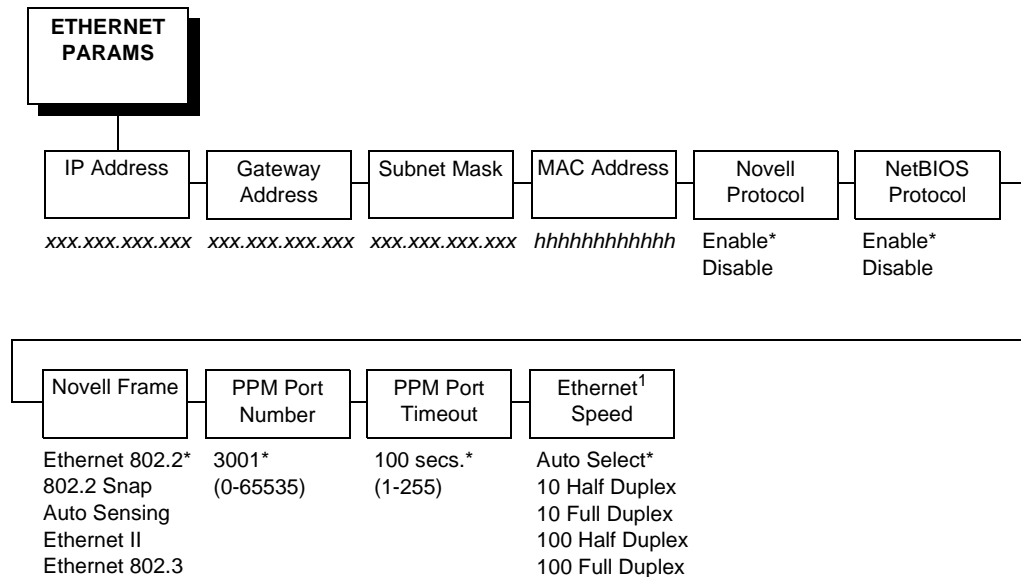 ETHERNET
PARAMS
IP Address
Gateway
Address
Subnet Mask
MAC Address
Novell
Protocol
NetBIOS
Protocol
xxx.xxx.xxx.xxx
xxx.xxx.xxx.xxx
xxx.xxx.xxx.xxx
hhhhhhhhhhhh
Enable*
Disable
Enable*
Disable
Novell Frame
PPM Port
Number
PPM Port
Timeout
Ethernet1
Speed
Ethernet 802.2*
802.2 Snap
Auto Sensing
Ethernet II
Ethernet 802.3
3001*
(0-65535)
100 secs.*
(1-255)
Auto Select*
10 Half Duplex
10 Full Duplex
100 Half Duplex
100 Full Duplex